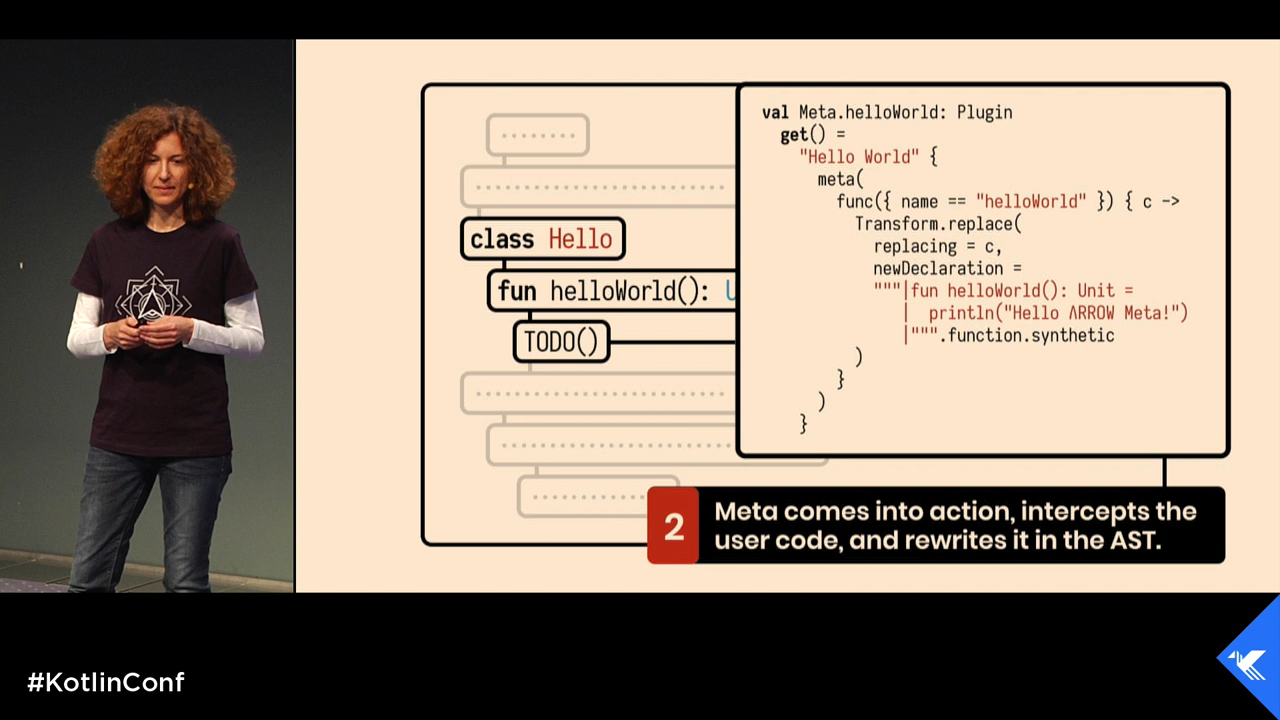 class Hello
fun helloWorld(): U
TODO()
val Meta.helloWorld: Plugin
get() =
"Hello World" {
meta(
func({ name == "helloWorld" }) { c ->
Transform.replace(
replacing = c,
newDeclaration =
"""|fun helloWorld(): Unit =
|  println("Hello ΛRROW Meta!")
|""".function.synthetic
)
}
)
}
2
Meta comes into action, intercepts the
user code, and rewrites it in the AST.
#KotlinConf